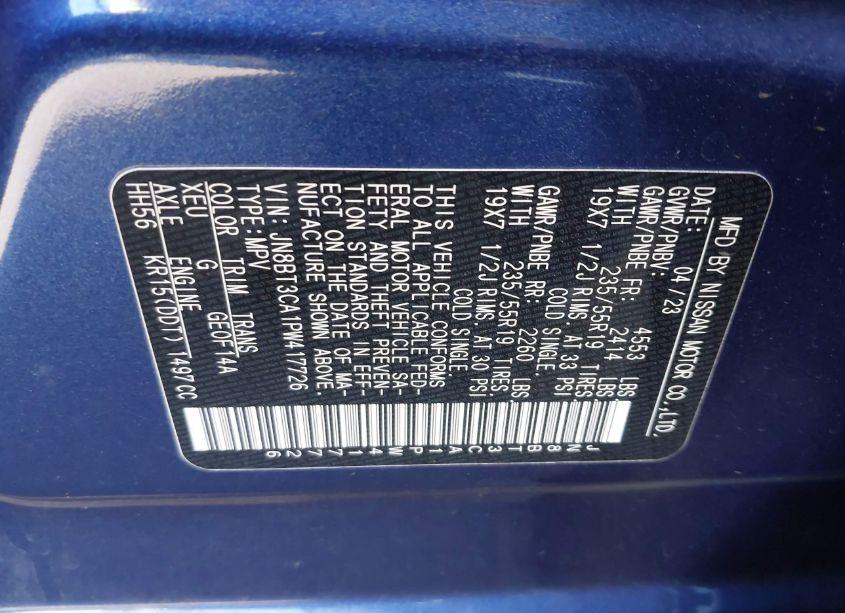 MFD BY NISSAN MOTOR CO.,LTD.
DATE: 04 / 23
GVWR / PNBV: 4553 LBS
GAWR/PNBE FR: 2414 LBS
WITH 235/55R19 TIRES,
19X7 1/2J RIMS, AT 33 PSI
COLD SINGLE.
GAWR/PNBE RR: 2260 LBS
WITH 235/55R19 TIRES,
19X7 1/2J RIMS, AT 30 PSI
COLD SINGLE.
THIS VEHICLE CONFORMS
TO ALL APPLICABLE FED-
ERAL MOTOR VEHICLE SA-
FETY AND THEFT PREVEN-
TION STANDARDS IN EFF-
ECT ON THE DATE OF MA-
NUFACTURE SHOWN ABOVE.
VIN: JN8BT3CA1PW417726
TYPE: MPV
COLOR TRIM TRANS
XEU G GE0F14A
AXLE ENGINE
HH56 KR15(DDT) 1497CC
JN8BT3CA1PW417726